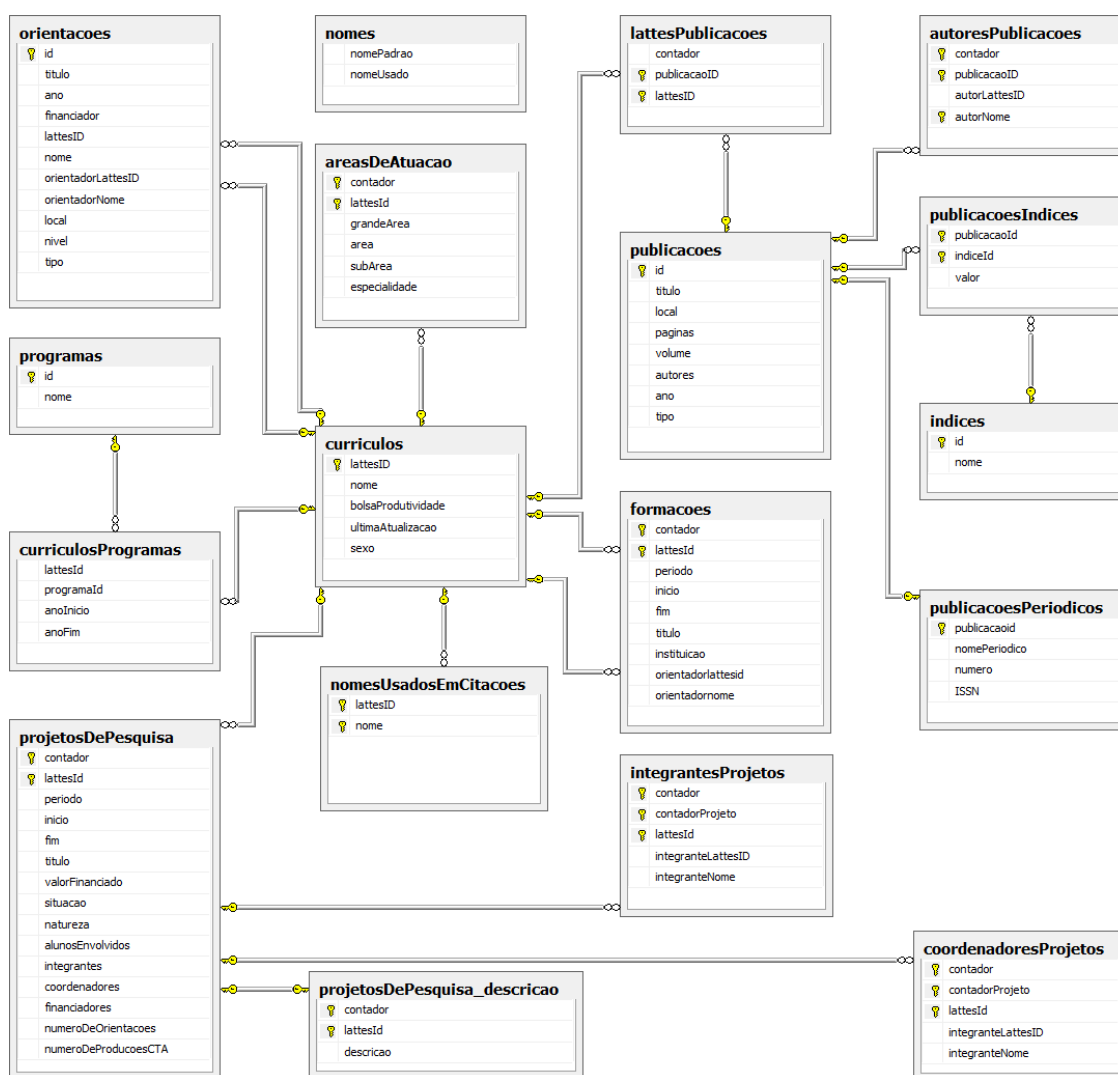 orientacoes
id
titulo
ano
financiador
lattesID
nome
orientadorLattesID
orientadorNome
local
nivel
tipo
nomes
nomePadrao
nomeUsado
lattesPublicacoes
contador
publicacaoID
lattesID
autoresPublicacoes
contador
publicacaoID
autorLattesID
autorNome
areasDeAtuacao
contador
lattesId
grandeArea
area
subArea
especialidade
publicacoes
id
titulo
local
paginas
volume
autores
ano
tipo
publicacoesIndices
publicacaoId
indiceId
valor
programas
id
nome
indices
id
nome
curriculos
lattesID
nome
bolsaProdutividade
ultimaAtualizacao
sexo
formacoes
contador
lattesId
periodo
inicio
fim
titulo
instituicao
orientadorlattesid
orientadornome
curriculosProgramas
lattesId
programaId
anoInicio
anoFim
publicacoesPeriodicos
publicacaoid
nomePeriodico
numero
ISSN
nomesUsadosEmCitacoes
lattesID
nome
projetosDePesquisa
contador
lattesId
periodo
inicio
fim
titulo
valorFinanciado
situacao
natureza
alunosEnvolvidos
integrantes
coordenadores
financiadores
numeroDeOrientacoes
numeroDeProducoesCTA
integrantesProjetos
contador
contadorProjeto
lattesId
integranteLattesID
integranteNome
coordenadoresProjetos
contador
contadorProjeto
lattesId
integranteLattesID
integranteNome
projetosDePesquisa_descricao
contador
lattesId
descricao